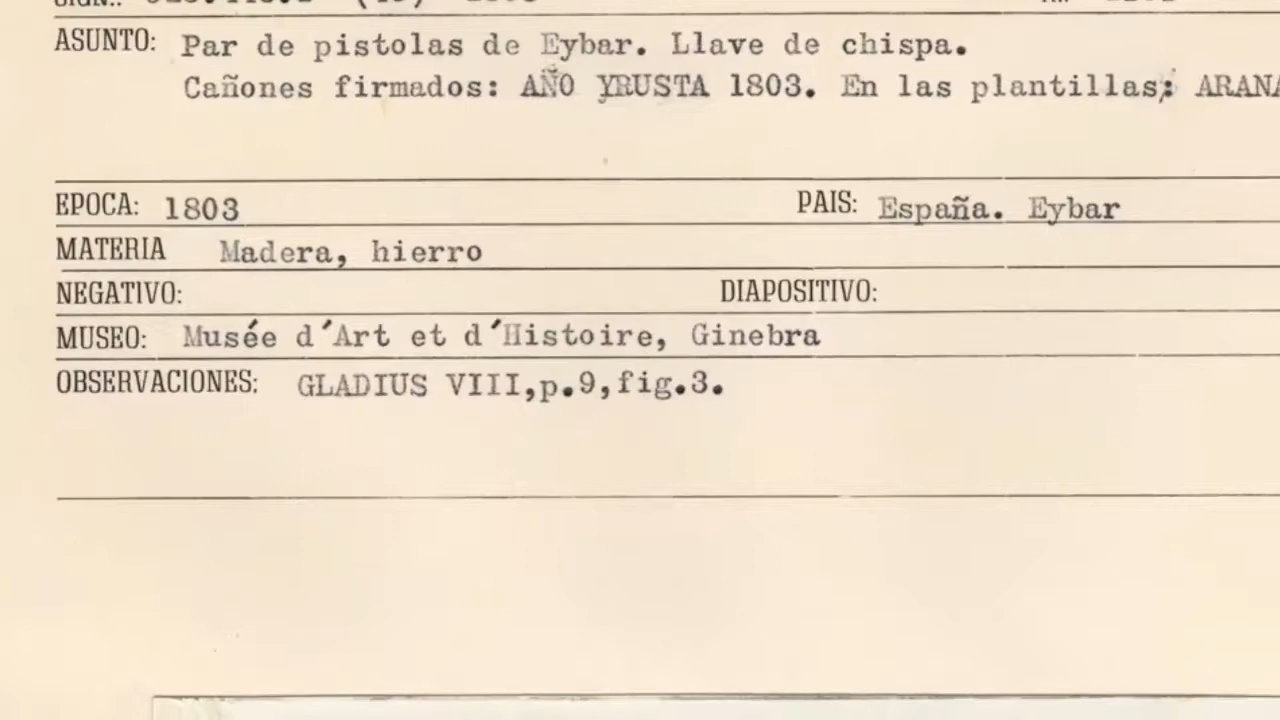 ASUNTO: Par de pistolas de Eybar. Llave de chispa.
Cañones firmados: AÑO YRUSTA 1803. En las plantillas: ARANA
EPOCA: 1803 PAIS: España. Eybar
MATERIA Madera, hierro
NEGATIVO: DIAPOSITIVO:
MUSEO: Musée d'Art et d'Histoire, Ginebra
OBSERVACIONES: GLADIUS VIII,p.9,fig.3.